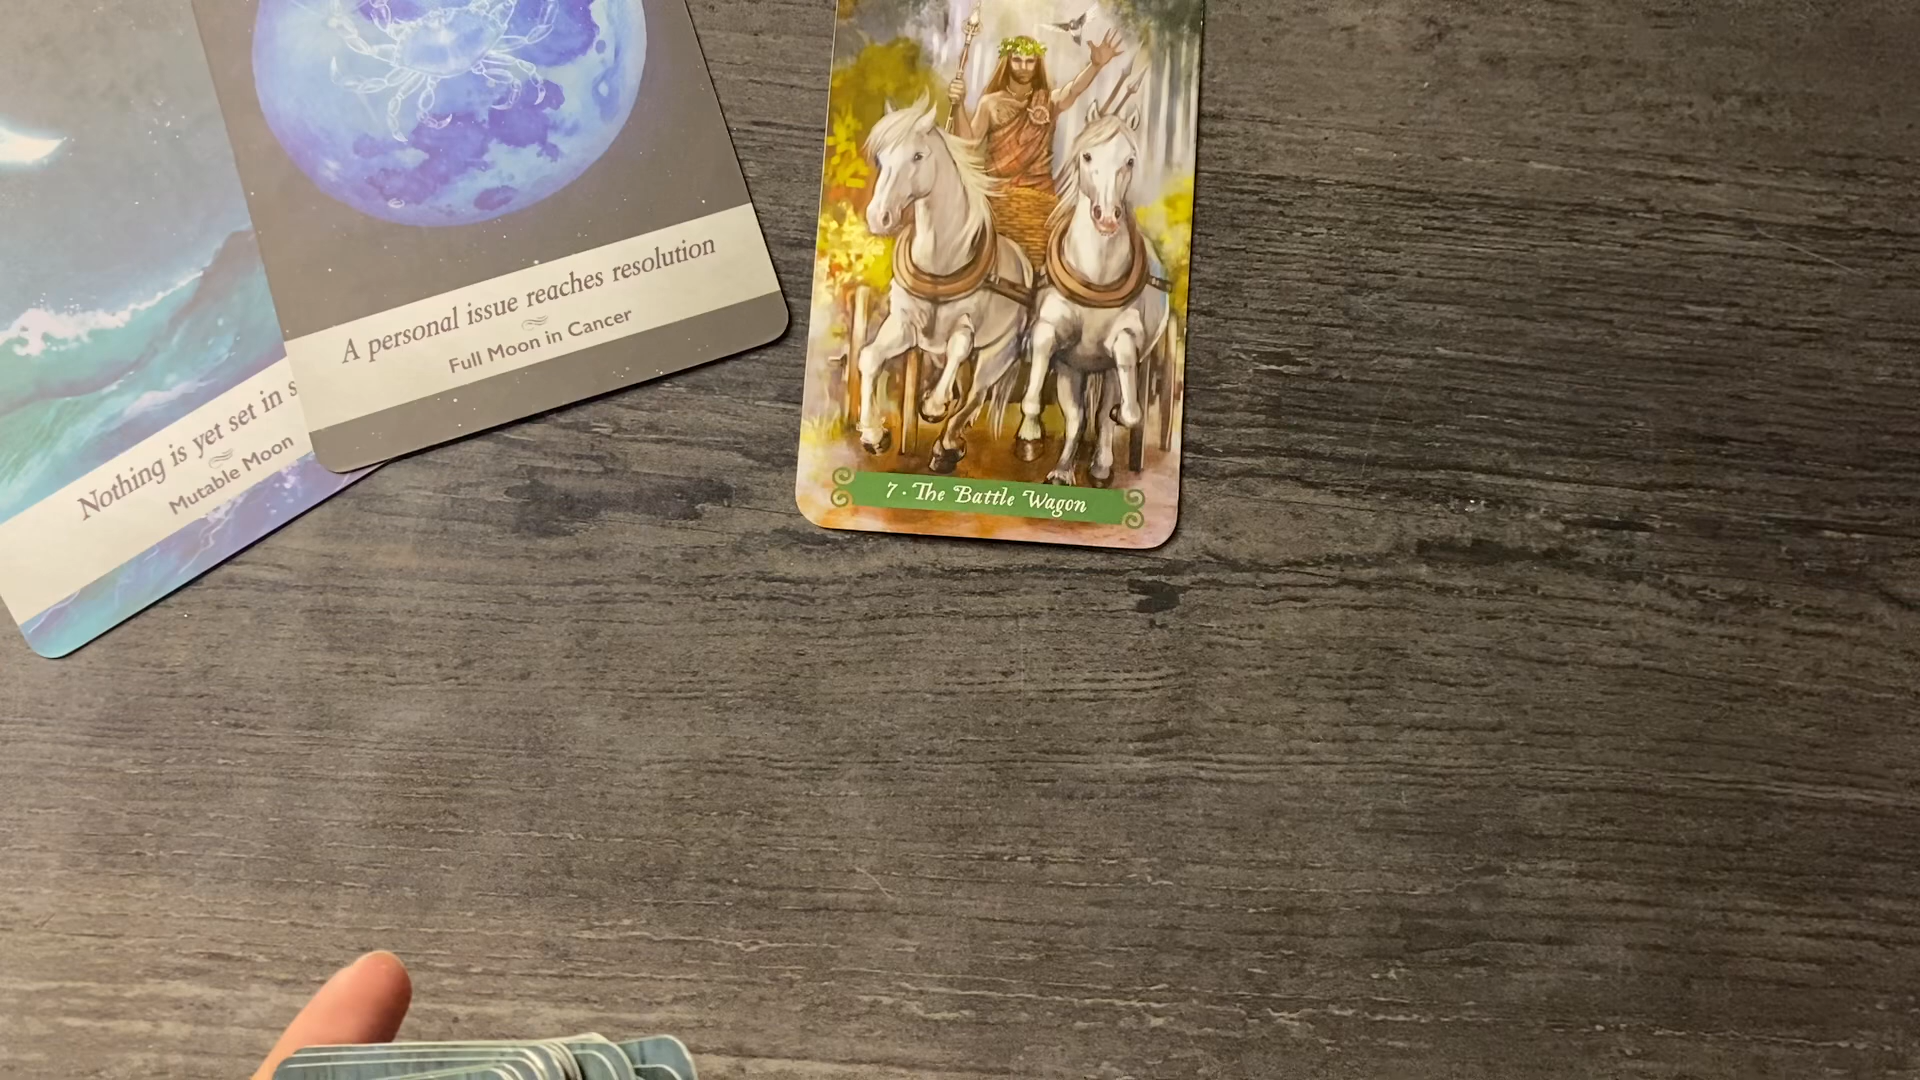 Nothing is yet set in s
Mutable Moon
A personal issue reaches resolution
Full Moon in Cancer
7 · The Battle Wagon